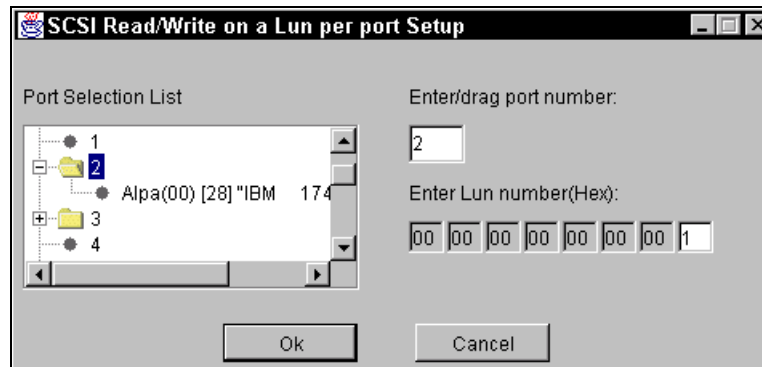 SCSI Read/Write on a Lun per port Setup
Port Selection List
1
2
Alpa(00) [28] "IBM 174
3
4
Enter/drag port number:
2
Enter Lun number(Hex):
00 00 00 00 00 00 00 1
Ok
Cancel